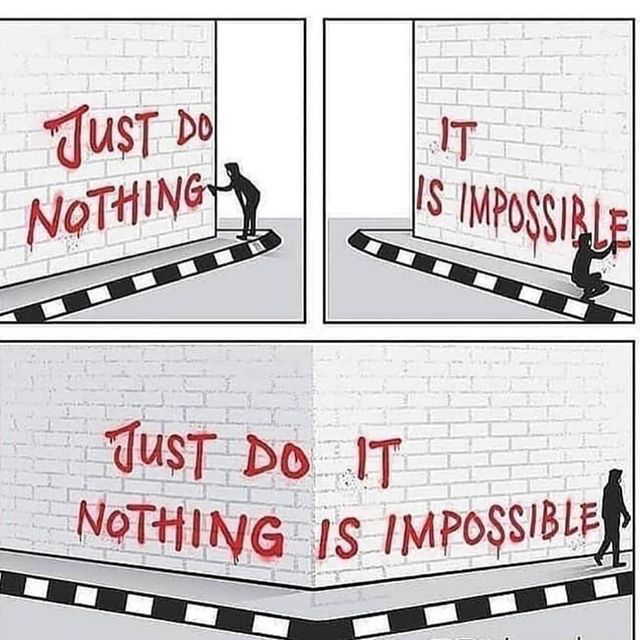 JUST DO
NOTHING
IT
IS IMPOSSIBLE
JUST DO IT
NOTHING IS IMPOSSIBLE